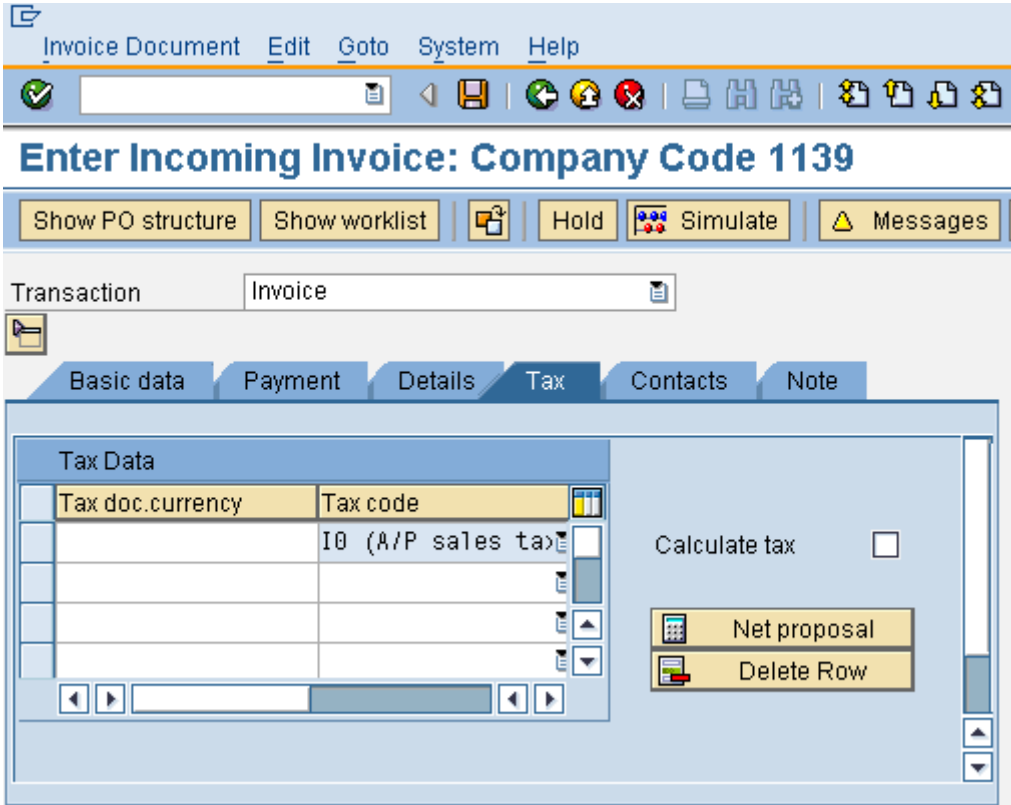 Invoice Document Edit Goto System Help
Enter Incoming Invoice: Company Code 1139
Show PO structure Show worklist Hold Simulate Messages
Transaction Invoice
Basic data Payment Details Tax Contacts Note
Tax Data
Tax doc.currency Tax code
I0 (A/P sales tax Calculate tax
Net proposal
Delete Row